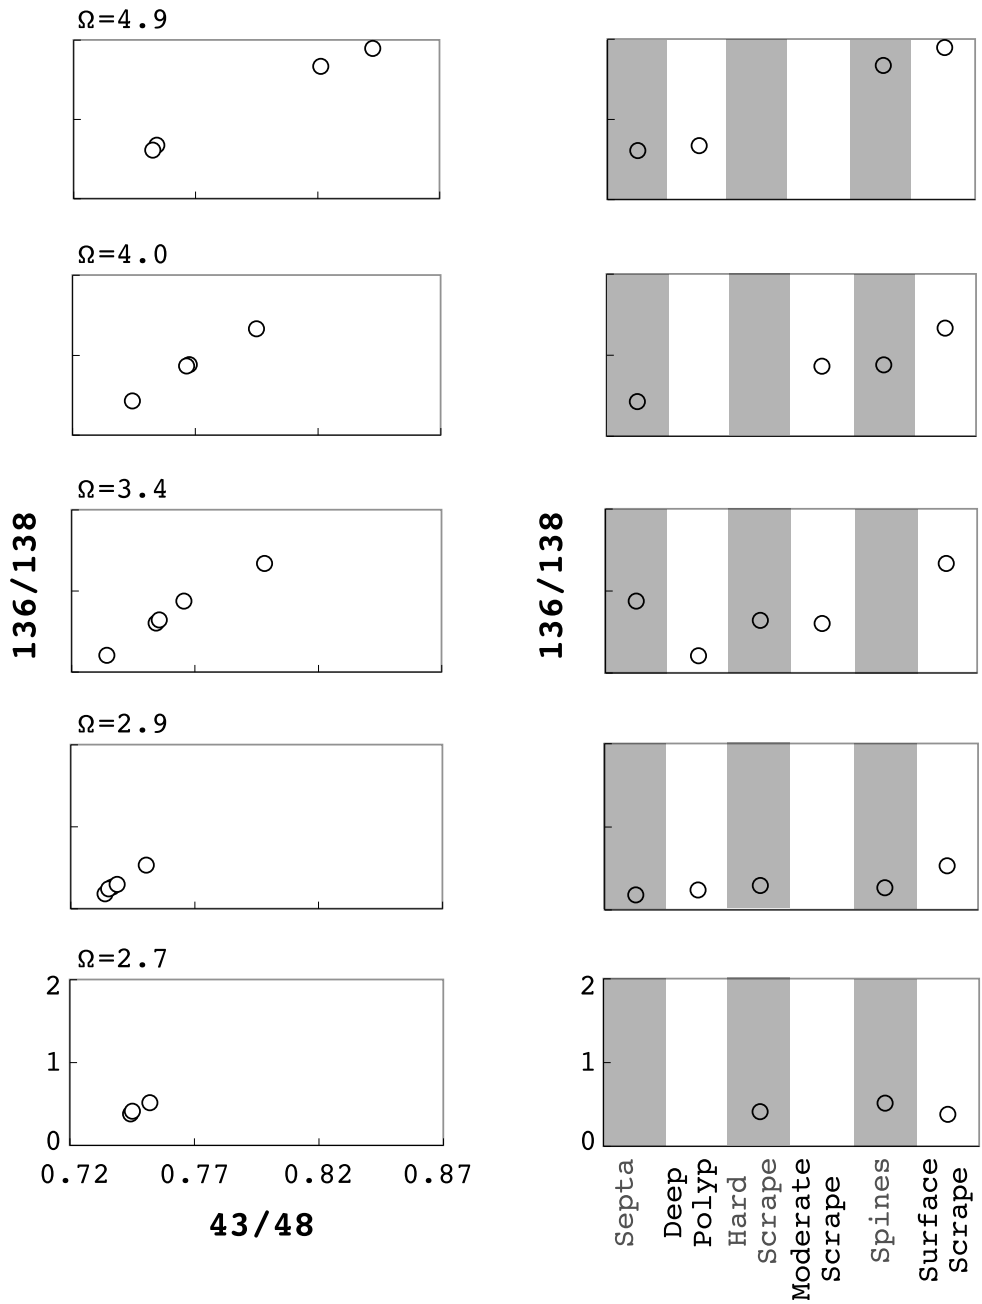 Ω=4.9
Ω=4.0
Ω=3.4
136/138
136/138
Ω=2.9
Ω=2.7
2
1
0
0.72
0.77
0.82
0.87
43/48
2
1
0
Septa
Deep
Polyp
Hard
Scrape
Moderate
Scrape
Spines
Surface
Scrape